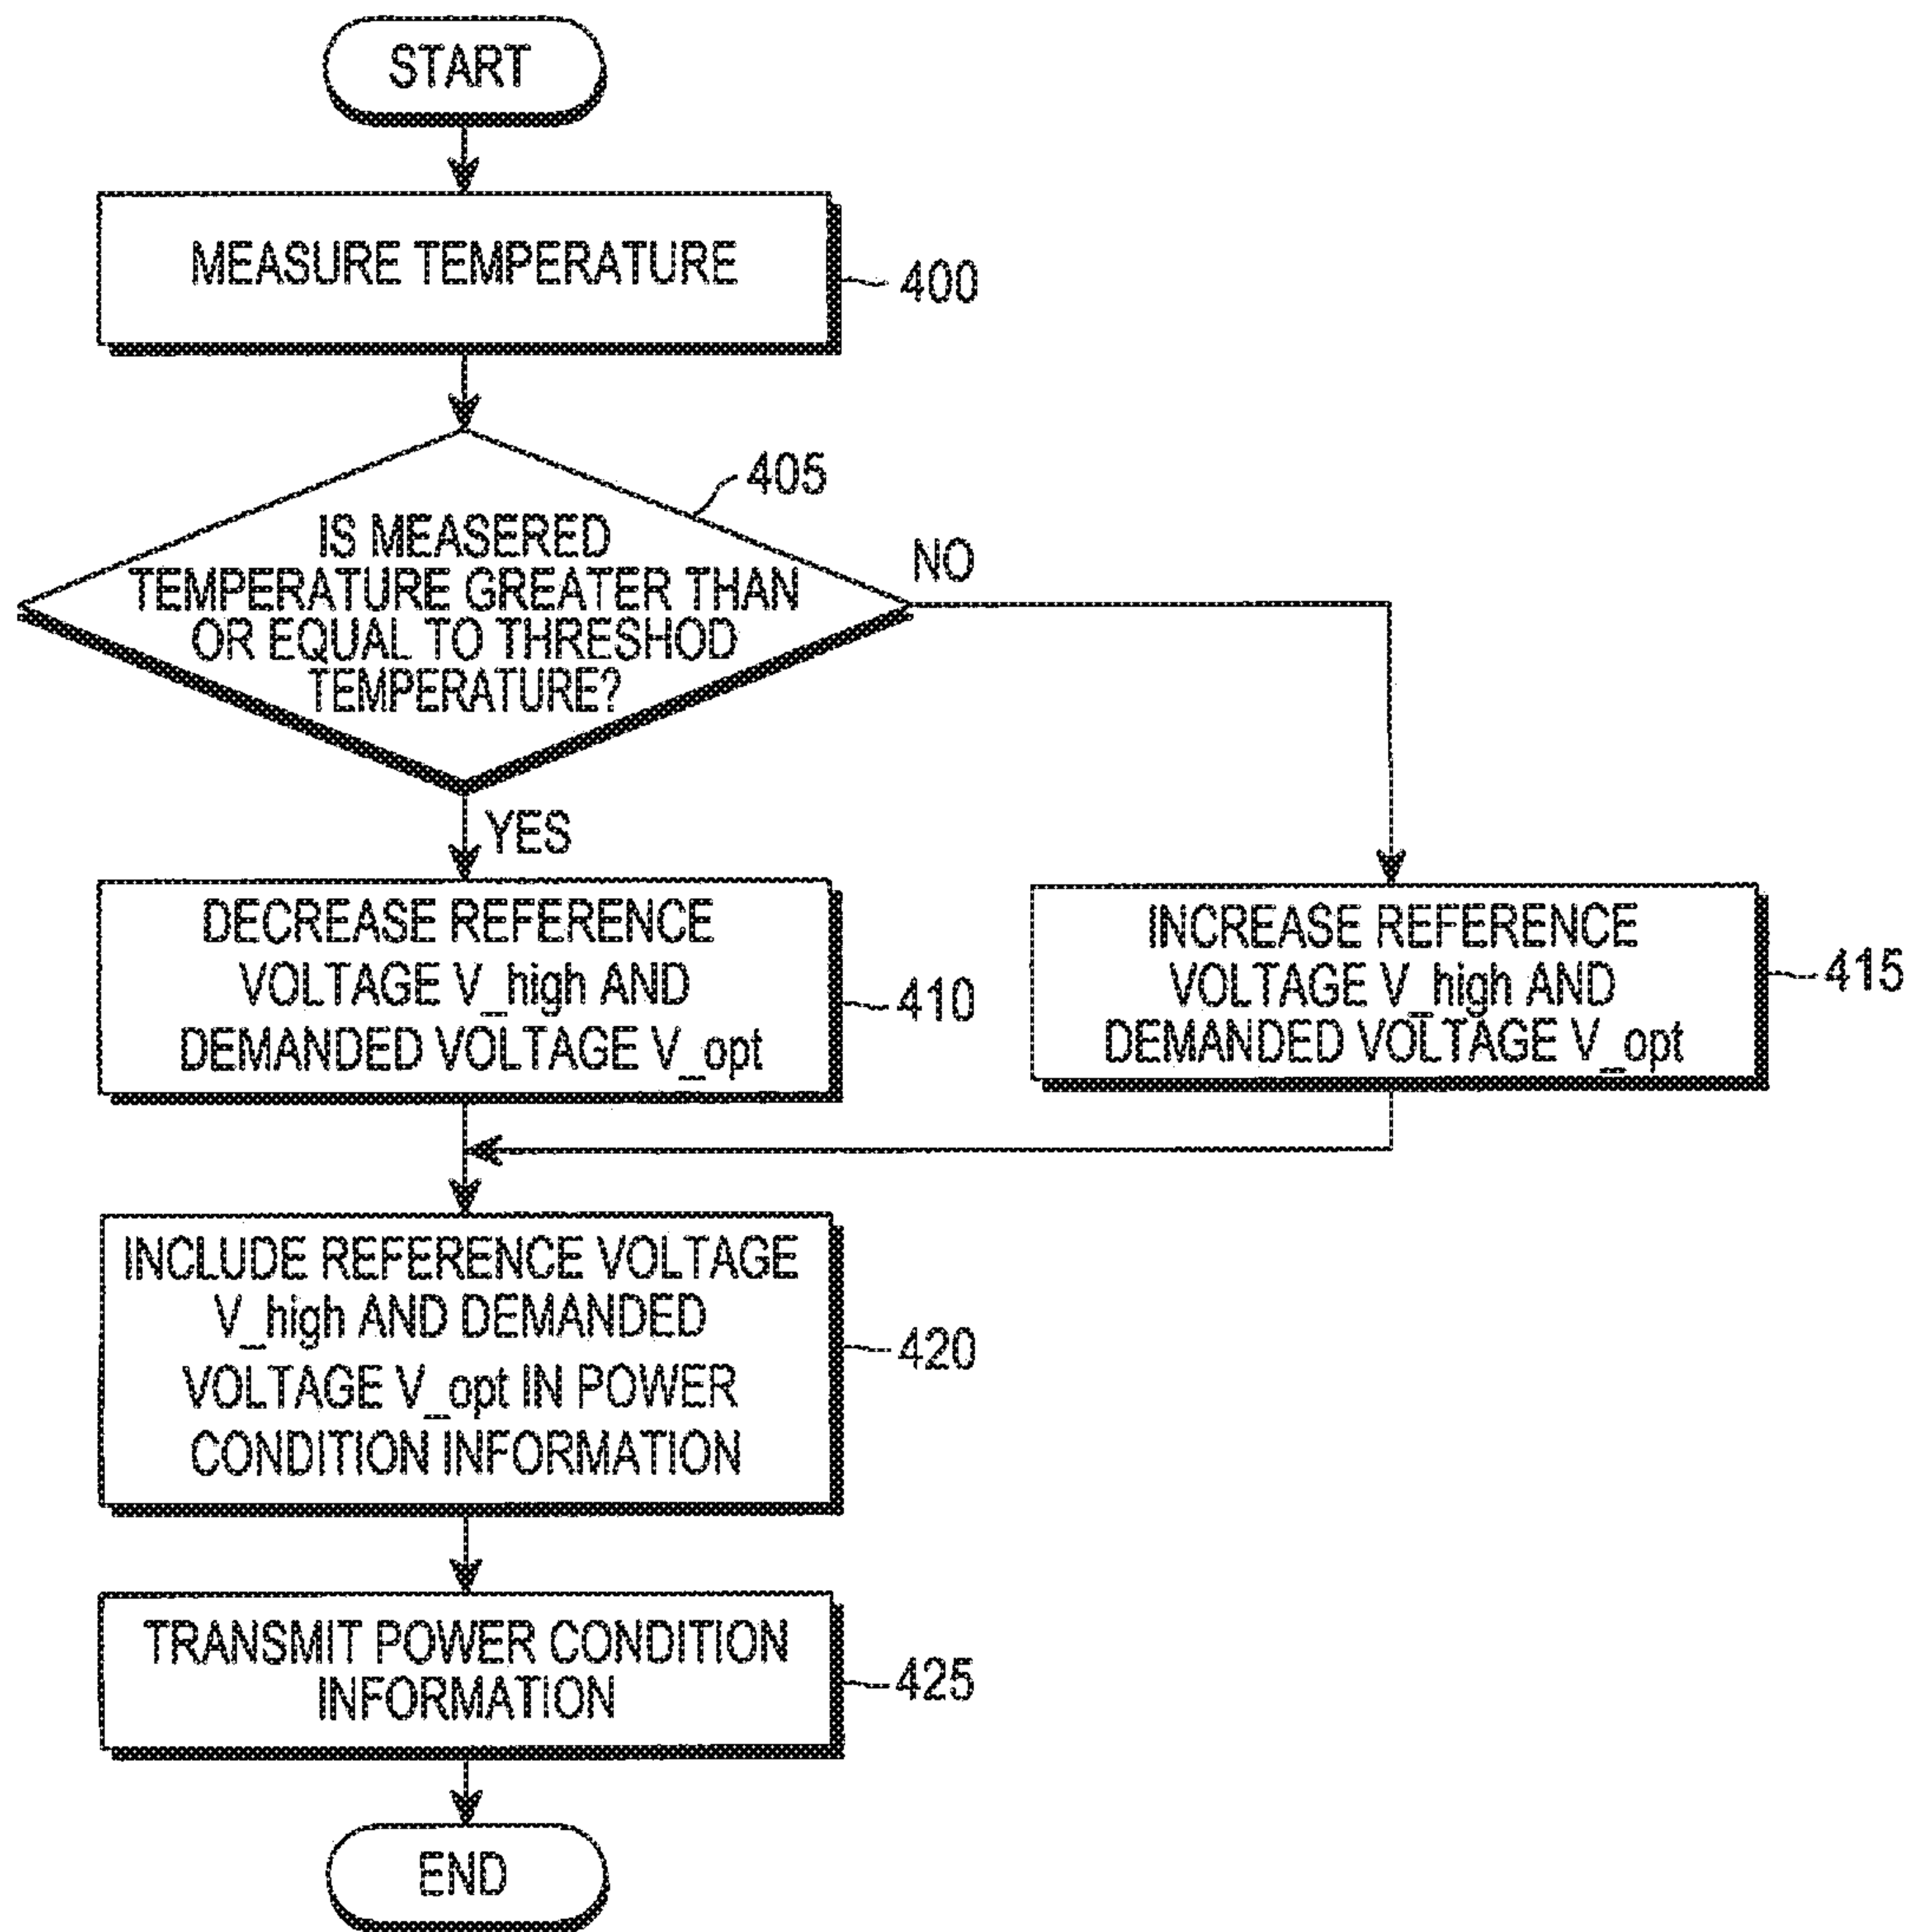 START
MEASURE TEMPERATURE
400
405
IS MEASERED
TEMPERATURE GREATER THAN
OR EQUAL TO THRESHOD
TEMPERATURE?
NO
YES
DECREASE REFERENCE
VOLTAGE V_high AND
DEMANDED VOLTAGE V_opt
410
INCREASE REFERENCE
VOLTAGE V_high AND
DEMANDED VOLTAGE V_opt
415
INCLUDE REFERENCE VOLTAGE
V_high AND DEMANDED
VOLTAGE V_opt IN POWER
CONDITION INFORMATION
420
TRANSMIT POWER CONDITION
INFORMATION
425
END